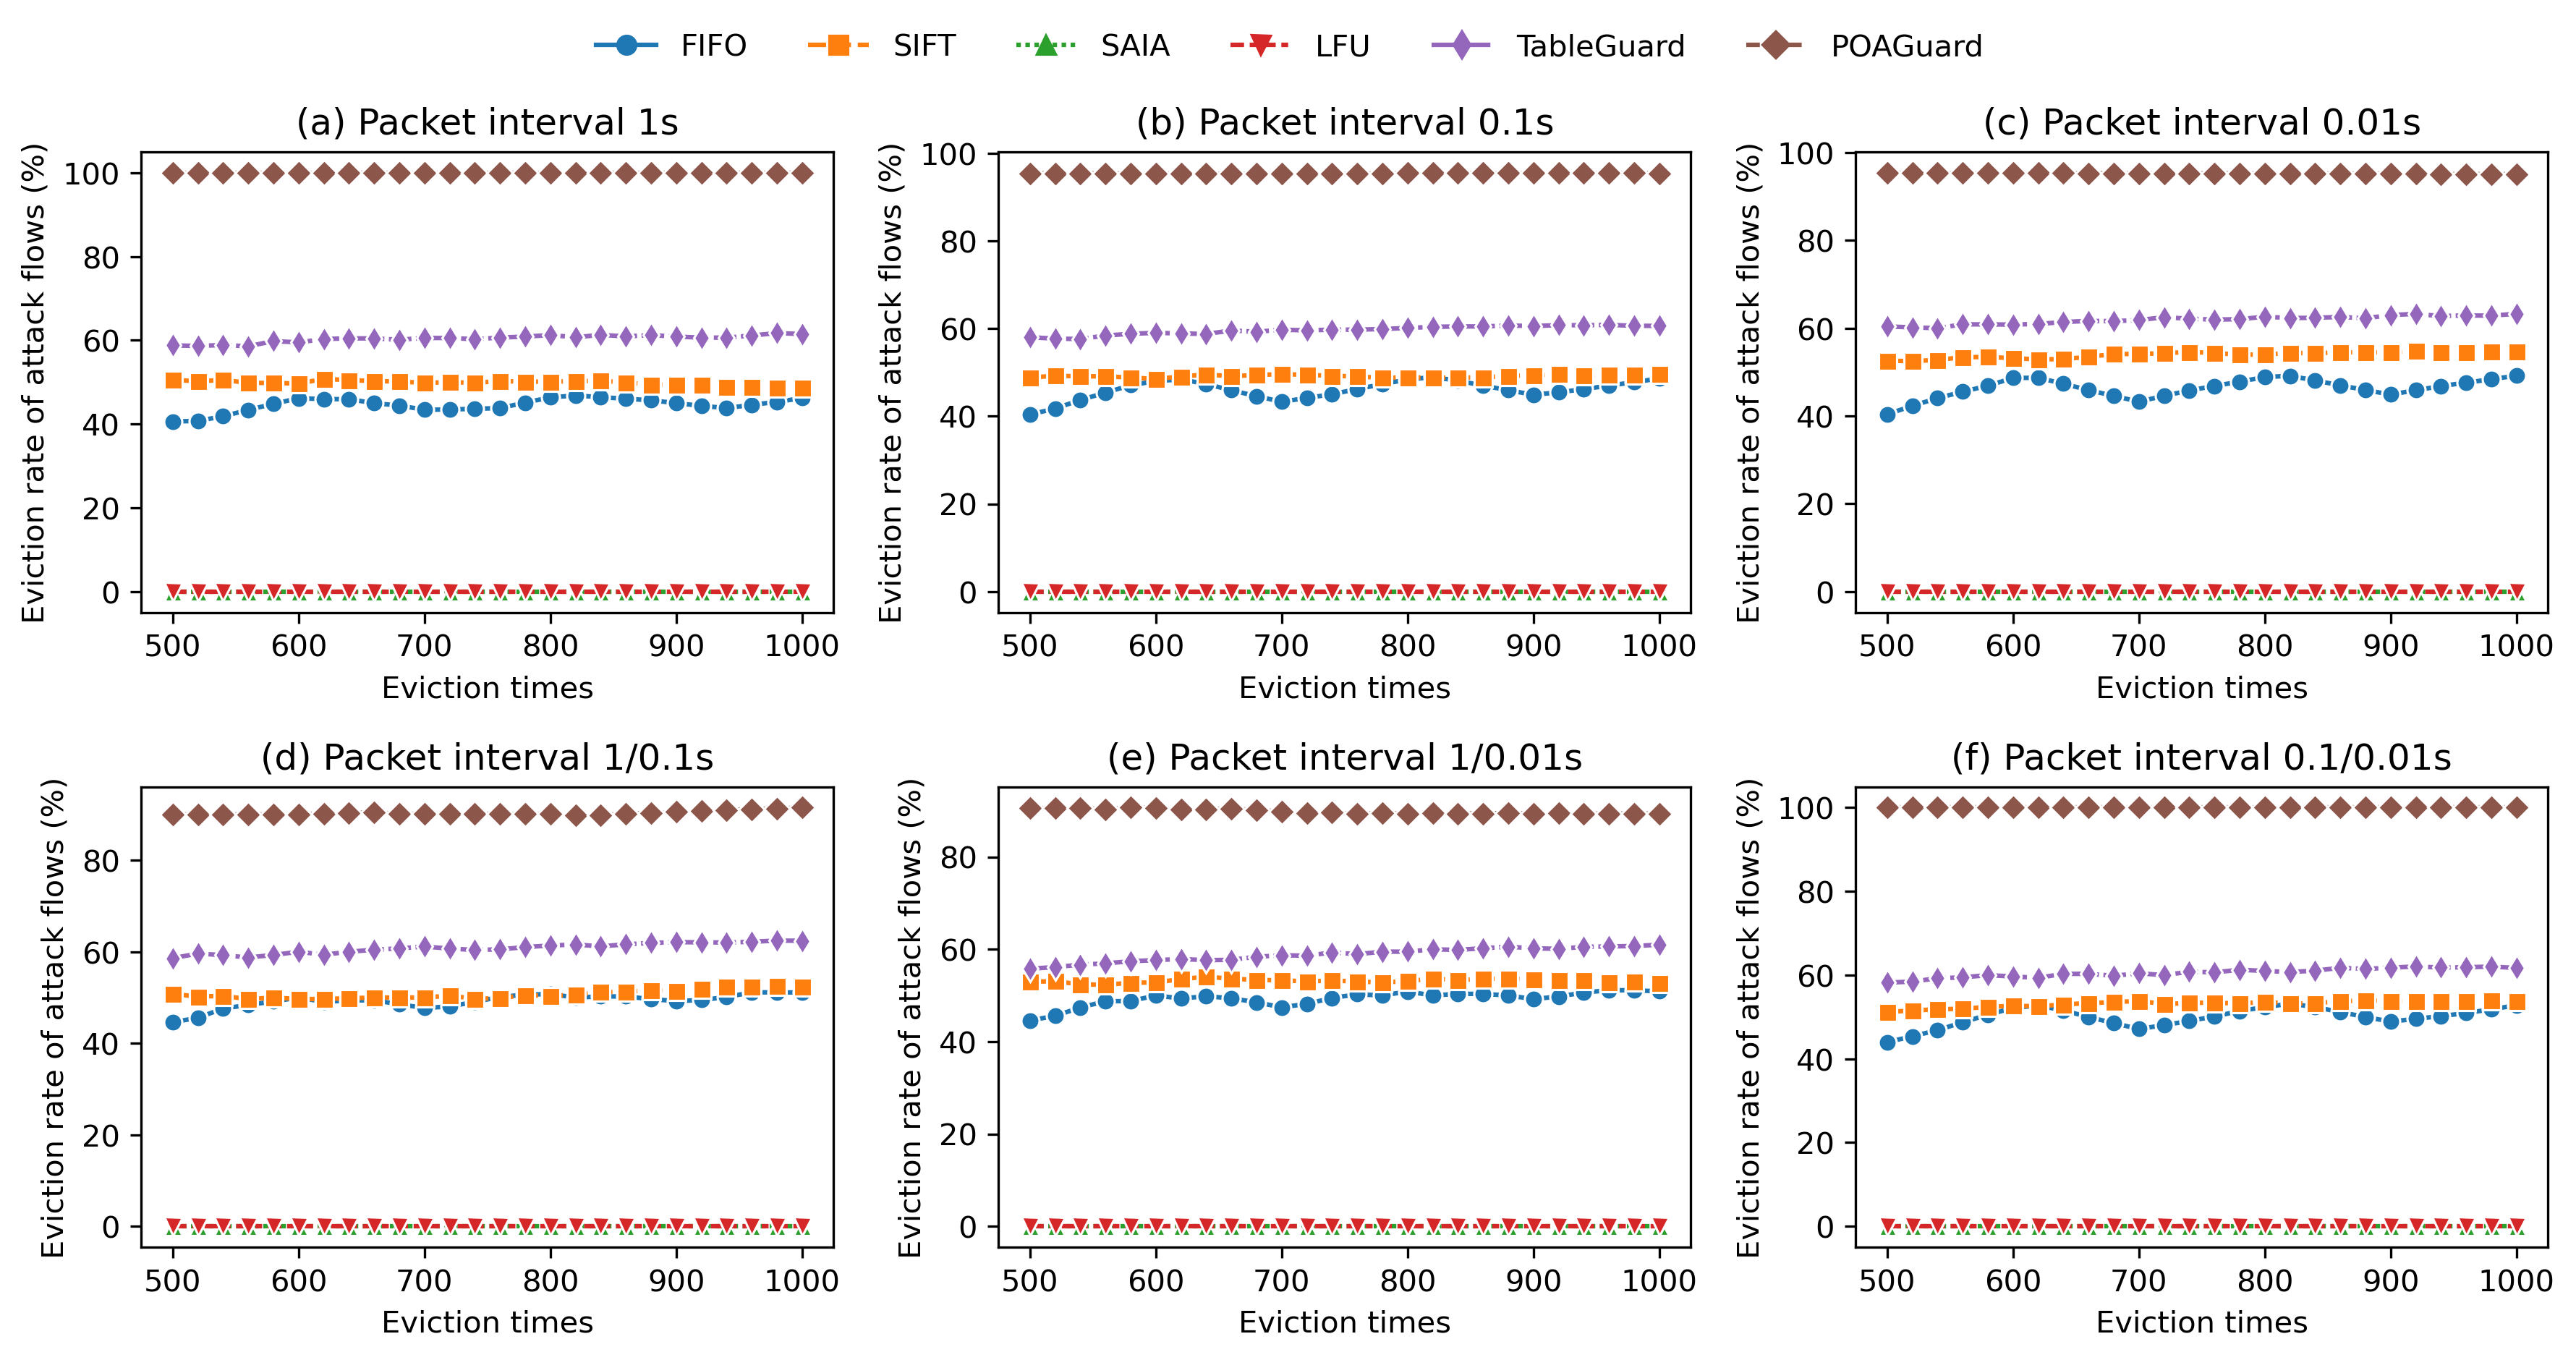 FIFO SIFT SAIA LFU TableGuard POAGuard
(a) Packet interval 1s
Eviction rate of attack flows (%)
100
80
60
40
20
0
500 600 700 800 900 1000
Eviction times
(b) Packet interval 0.1s
Eviction rate of attack flows (%)
100
80
60
40
20
0
500 600 700 800 900 1000
Eviction times
(c) Packet interval 0.01s
Eviction rate of attack flows (%)
100
80
60
40
20
0
500 600 700 800 900 1000
Eviction times
(d) Packet interval 1/0.1s
Eviction rate of attack flows (%)
80
60
40
20
0
500 600 700 800 900 1000
Eviction times
(e) Packet interval 1/0.01s
Eviction rate of attack flows (%)
80
60
40
20
0
500 600 700 800 900 1000
Eviction times
(f) Packet interval 0.1/0.01s
Eviction rate of attack flows (%)
100
80
60
40
20
0
500 600 700 800 900 1000
Eviction times